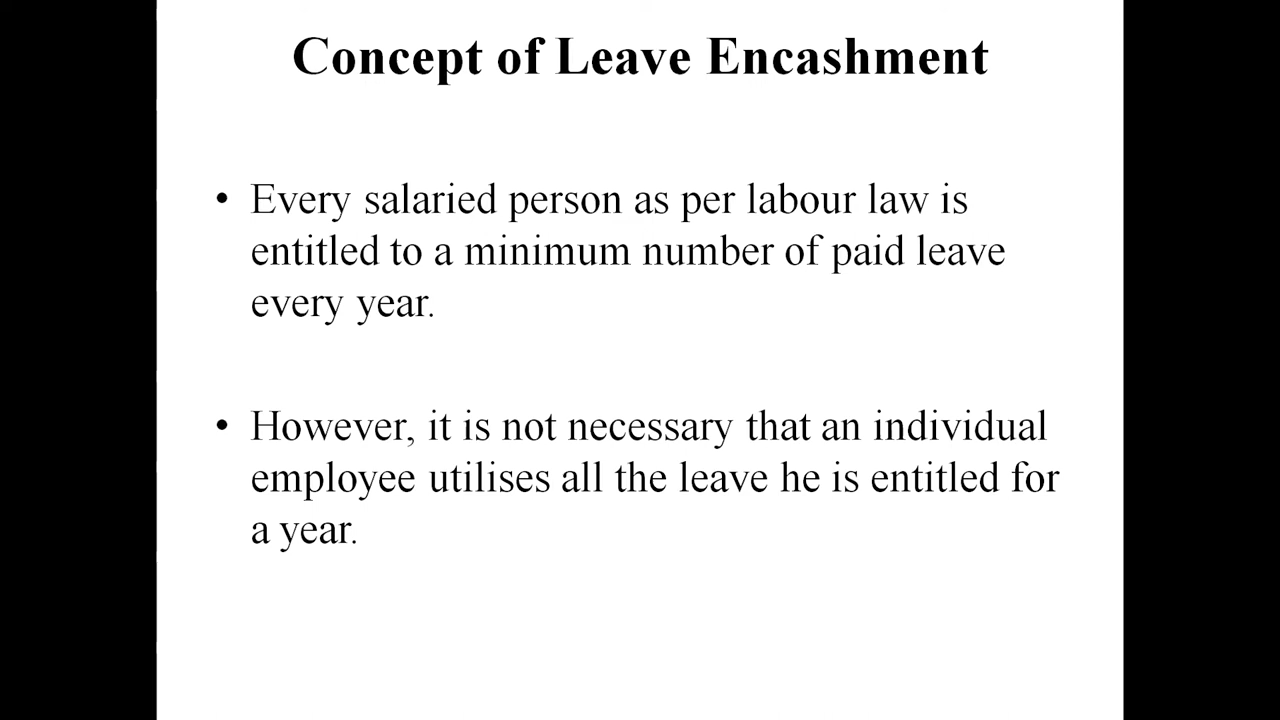 Concept of Leave Encashment
• Every salaried person as per labour law is
entitled to a minimum number of paid leave
every year.
• However, it is not necessary that an individual
employee utilises all the leave he is entitled for
a year.